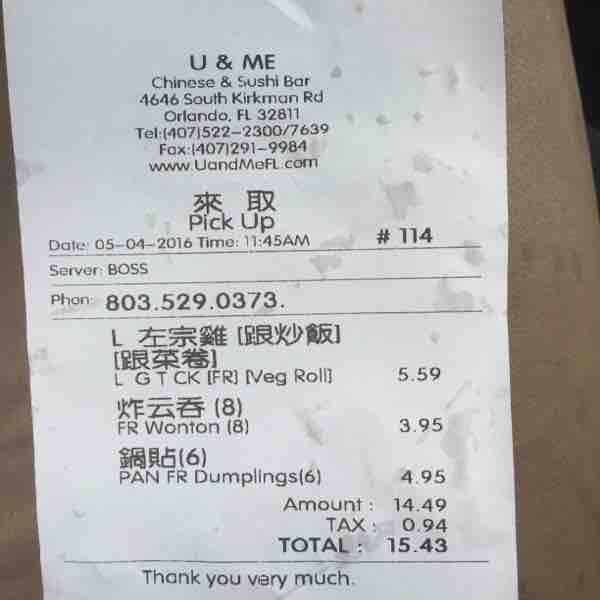 U & ME
Chinese & Sushi Bar
4646 South Kirkman Rd
Orlando, FL 32811
Tel:(407)522-2300/7639
Fax:(407)291-9984
www.UandMeFL.com
來 取
Pick Up
Date: 05-04-2016 Time: 11:45AM # 114
Server: BOSS
Phon: 803.529.0373.
L 左宗雞 [跟炒飯]
[跟菜卷]
L G T CK [FR] [Veg Roll] 5.59
炸云吞 (8)
FR Wonton (8) 3.95
鍋貼(6)
PAN FR Dumplings(6) 4.95
Amount : 14.49
TAX : 0.94
TOTAL : 15.43
Thank you very much.